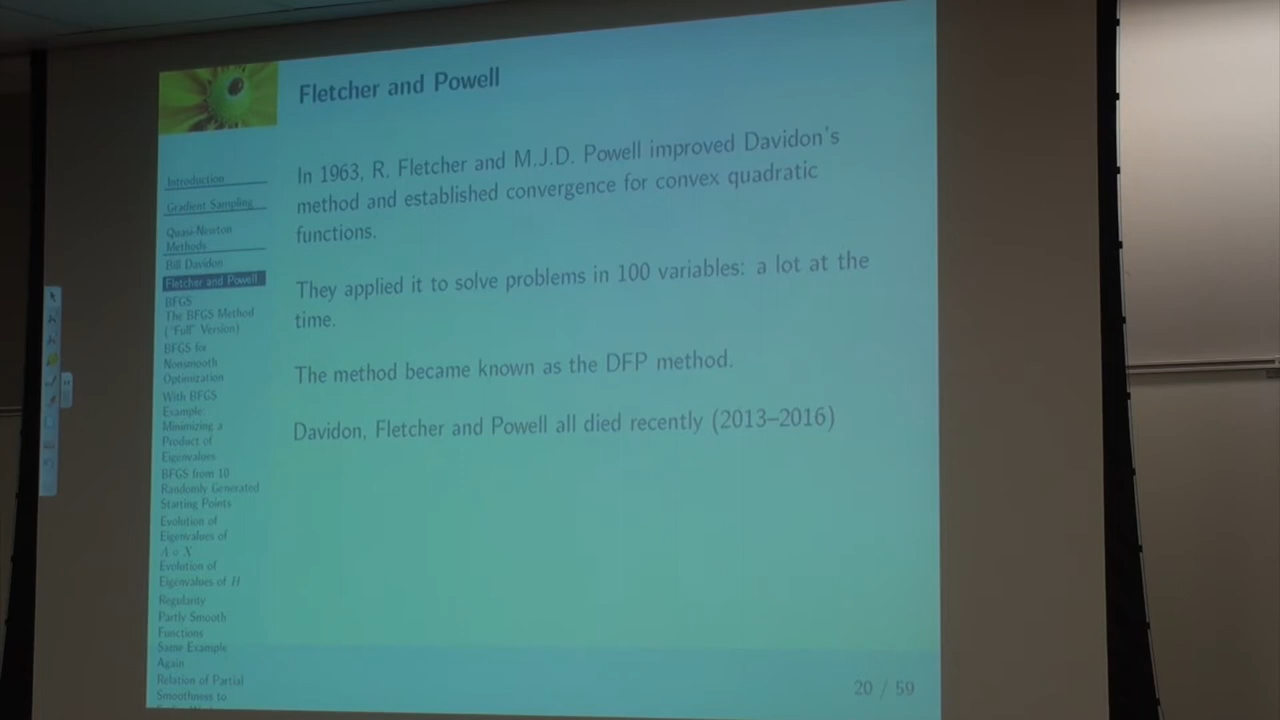 Fletcher and Powell
In 1963, R. Fletcher and M.J.D. Powell improved Davidon's
method and established convergence for convex quadratic
functions.
They applied it to solve problems in 100 variables: a lot at the
time.
The method became known as the DFP method.
Davidon, Fletcher and Powell all died recently (2013–2016)
Introduction
Gradient Sampling
Quasi-Newton
Methods
Bill Davidon
Fletcher and Powell
BFGS
The BFGS Method
("Full" Version)
BFGS for
Nonsmooth
Optimization
With BFGS
Example:
Minimizing a
Product of
Eigenvalues
BFGS from 10
Randomly Generated
Starting Points
Evolution of
Eigenvalues of
A ∘ X
Evolution of
Eigenvalues of H
Regularity
Partly Smooth
Functions
Same Example
Again
Relation of Partial
Smoothness to
20 / 59